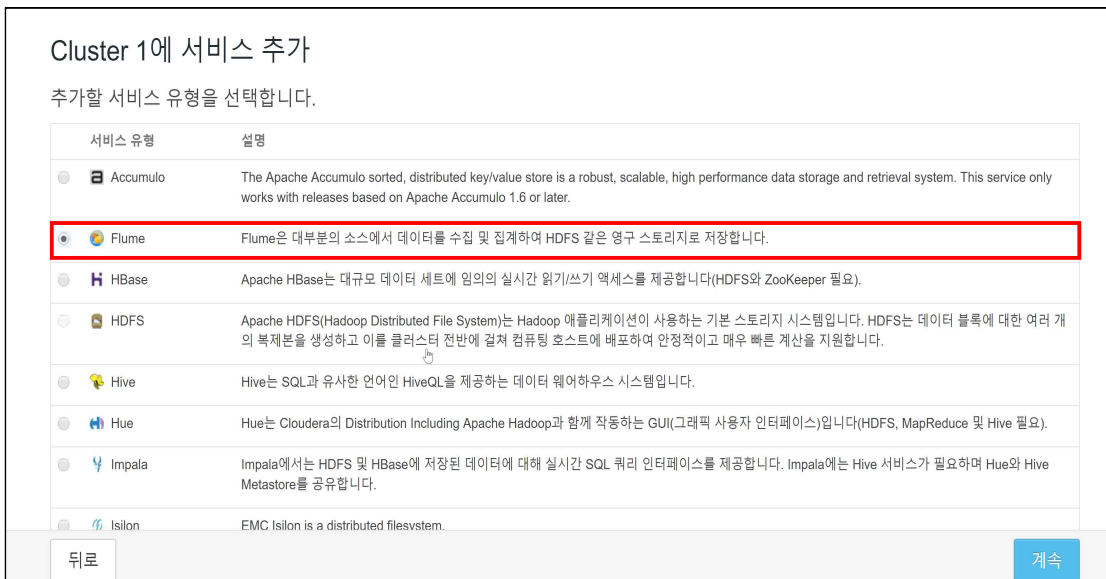 Cluster 1에 서비스 추가
추가할 서비스 유형을 선택합니다.
서비스 유형 설명
Accumulo The Apache Accumulo sorted, distributed key/value store is a robust, scalable, high performance data storage and retrieval system. This service only
works with releases based on Apache Accumulo 1.6 or later.
Flume Flume은 대부분의 소스에서 데이터를 수집 및 집계하여 HDFS 같은 영구 스토리지로 저장합니다.
HBase Apache HBase는 대규모 데이터 세트에 임의의 실시간 읽기/쓰기 액세스를 제공합니다(HDFS와 ZooKeeper 필요).
HDFS Apache HDFS(Hadoop Distributed File System)는 Hadoop 애플리케이션이 사용하는 기본 스토리지 시스템입니다. HDFS는 데이터 블록에 대한 여러 개
의 복제본을 생성하고 이를 클러스터 전반에 걸쳐 컴퓨팅 호스트에 배포하여 안정적이고 매우 빠른 계산을 지원합니다.
Hive Hive는 SQL과 유사한 언어인 HiveQL을 제공하는 데이터 웨어하우스 시스템입니다.
Hue Hue는 Cloudera의 Distribution Including Apache Hadoop과 함께 작동하는 GUI(그래픽 사용자 인터페이스)입니다(HDFS, MapReduce 및 Hive 필요).
Impala Impala에서는 HDFS 및 HBase에 저장된 데이터에 대해 실시간 SQL 쿼리 인터페이스를 제공합니다. Impala에는 Hive 서비스가 필요하며 Hue와 Hive
Metastore를 공유합니다.
Isilon EMC Isilon is a distributed filesystem.
뒤로 계속